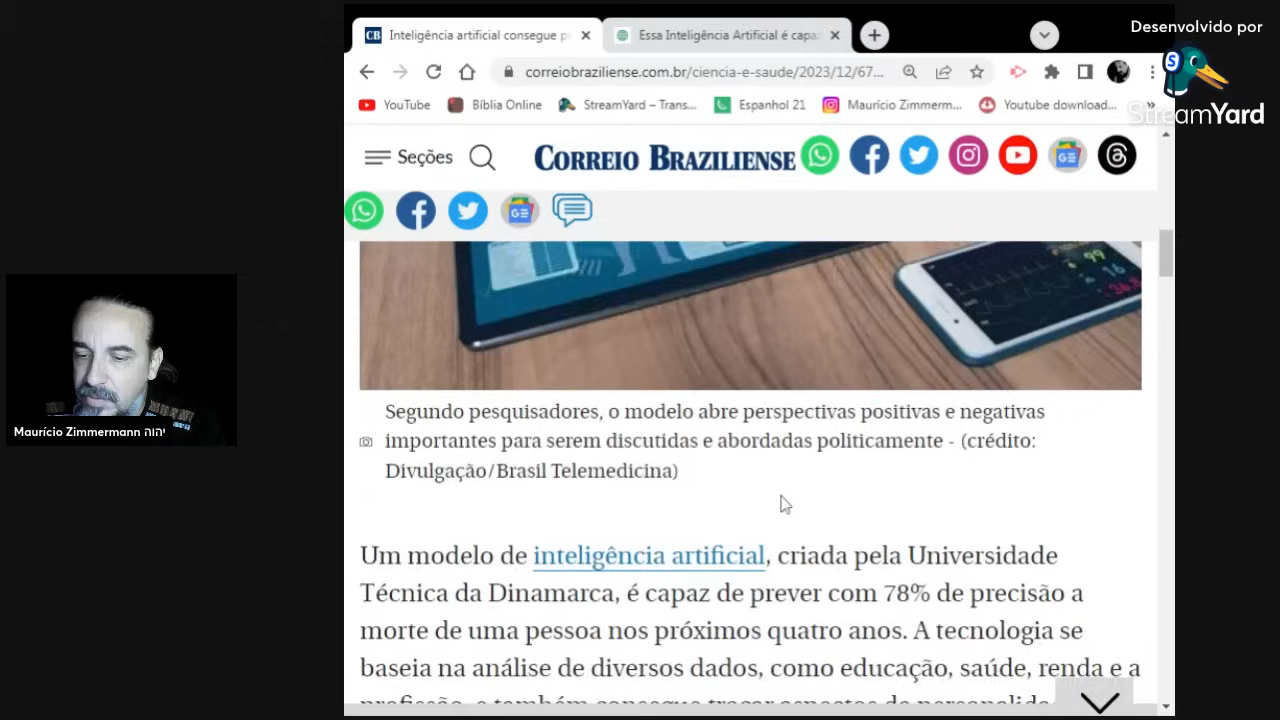 Desenvolvido por
StreamYard
Inteligência artificial consegue p
Essa Inteligência Artificial é capa
correiobraziliense.com.br/ciencia-e-saude/2023/12/67...
YouTube
Bíblia Online
StreamYard – Trans...
Espanhol 21
Maurício Zimmerm...
Youtube download...
Seções
CORREIO BRAZILIENSE
Segundo pesquisadores, o modelo abre perspectivas positivas e negativas
importantes para serem discutidas e abordadas politicamente - (crédito:
Divulgação/Brasil Telemedicina)
Um modelo de inteligência artificial, criada pela Universidade
Técnica da Dinamarca, é capaz de prever com 78% de precisão a
morte de uma pessoa nos próximos quatro anos. A tecnologia se
baseia na análise de diversos dados, como educação, saúde, renda e a
Maurício Zimmermann יהוה